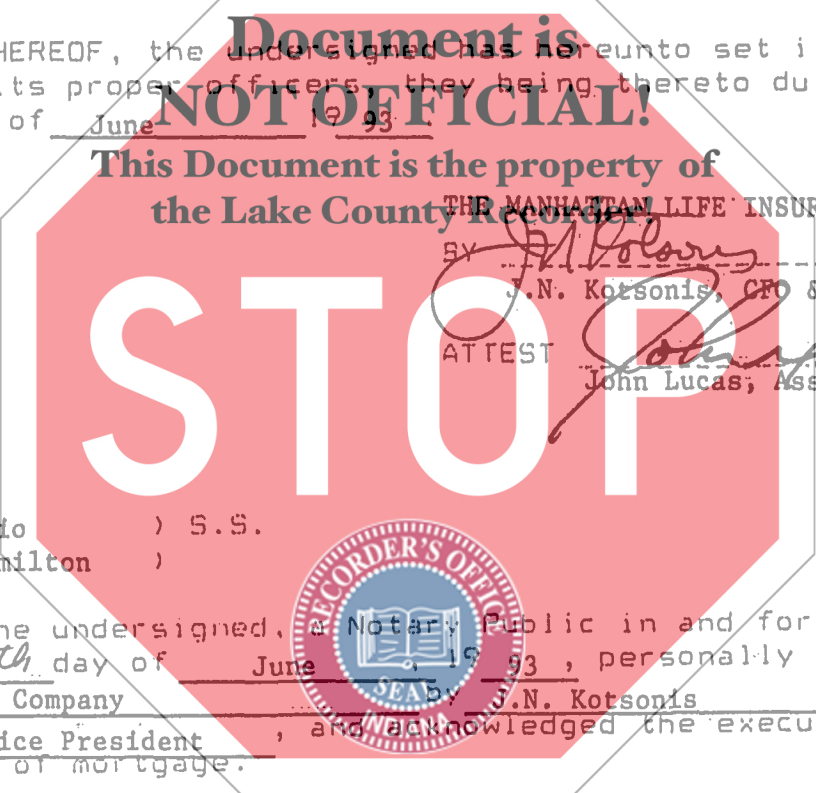 Document is
NOT OFFICIAL!
This Document is the property of
the Lake County Recorder!
STOP
HEREOF, the undersigned has hereunto set i
its proper officers, they being thereto du
of June 19 93 .
THE MANHATTAN LIFE INSUR
BY
J.N. Kotsonis, CFO &
ATTEST
John Lucas, Ass
io ) S.S.
milton )
ne undersigned, a Notary Public in and for
th day of June , 19 93 , personally
Company by J.N. Kotsonis
ice President , and acknowledged the execu
of mortgage.
RECORDER'S OFFICE
SEAL
INDIANA